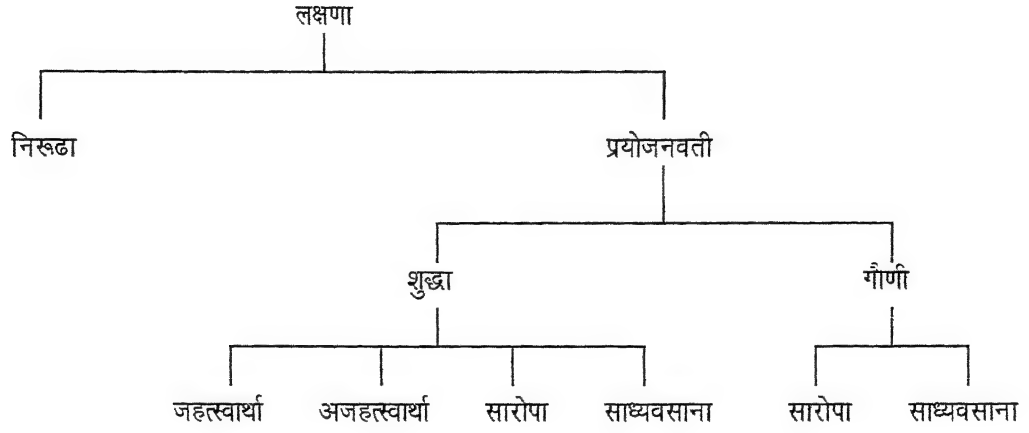 लक्षणा
निरूढा प्रयोजनवती
शुद्धा गौणी
जहत्स्वार्था अजहत्स्वार्था सारोपा साध्यवसाना सारोपा साध्यवसाना